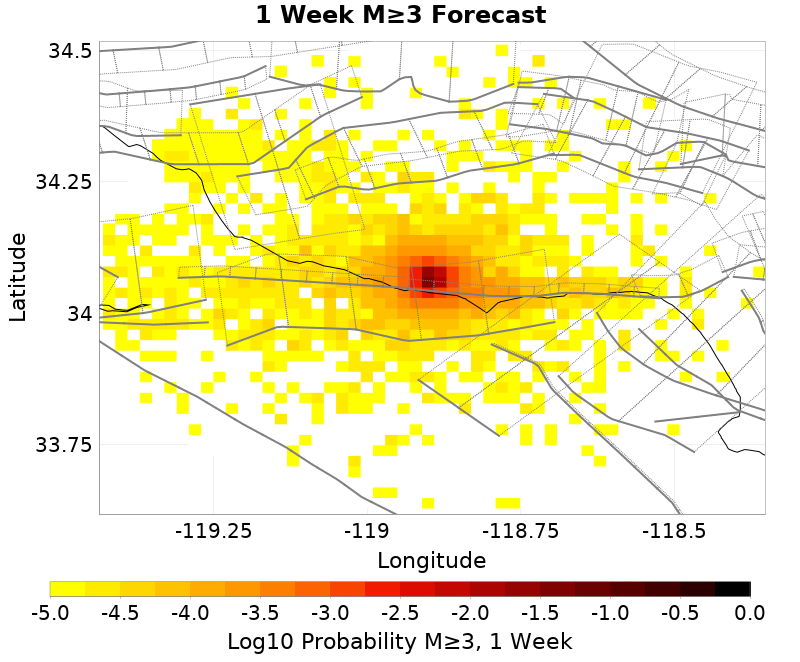 1 Week M≥3 Forecast
34.5
34.25
34
33.75
Latitude
-119.25 -119 -118.75 -118.5
Longitude
-5.0 -4.5 -4.0 -3.5 -3.0 -2.5 -2.0 -1.5 -1.0 -0.5 0.0
Log10 Probability M≥3, 1 Week